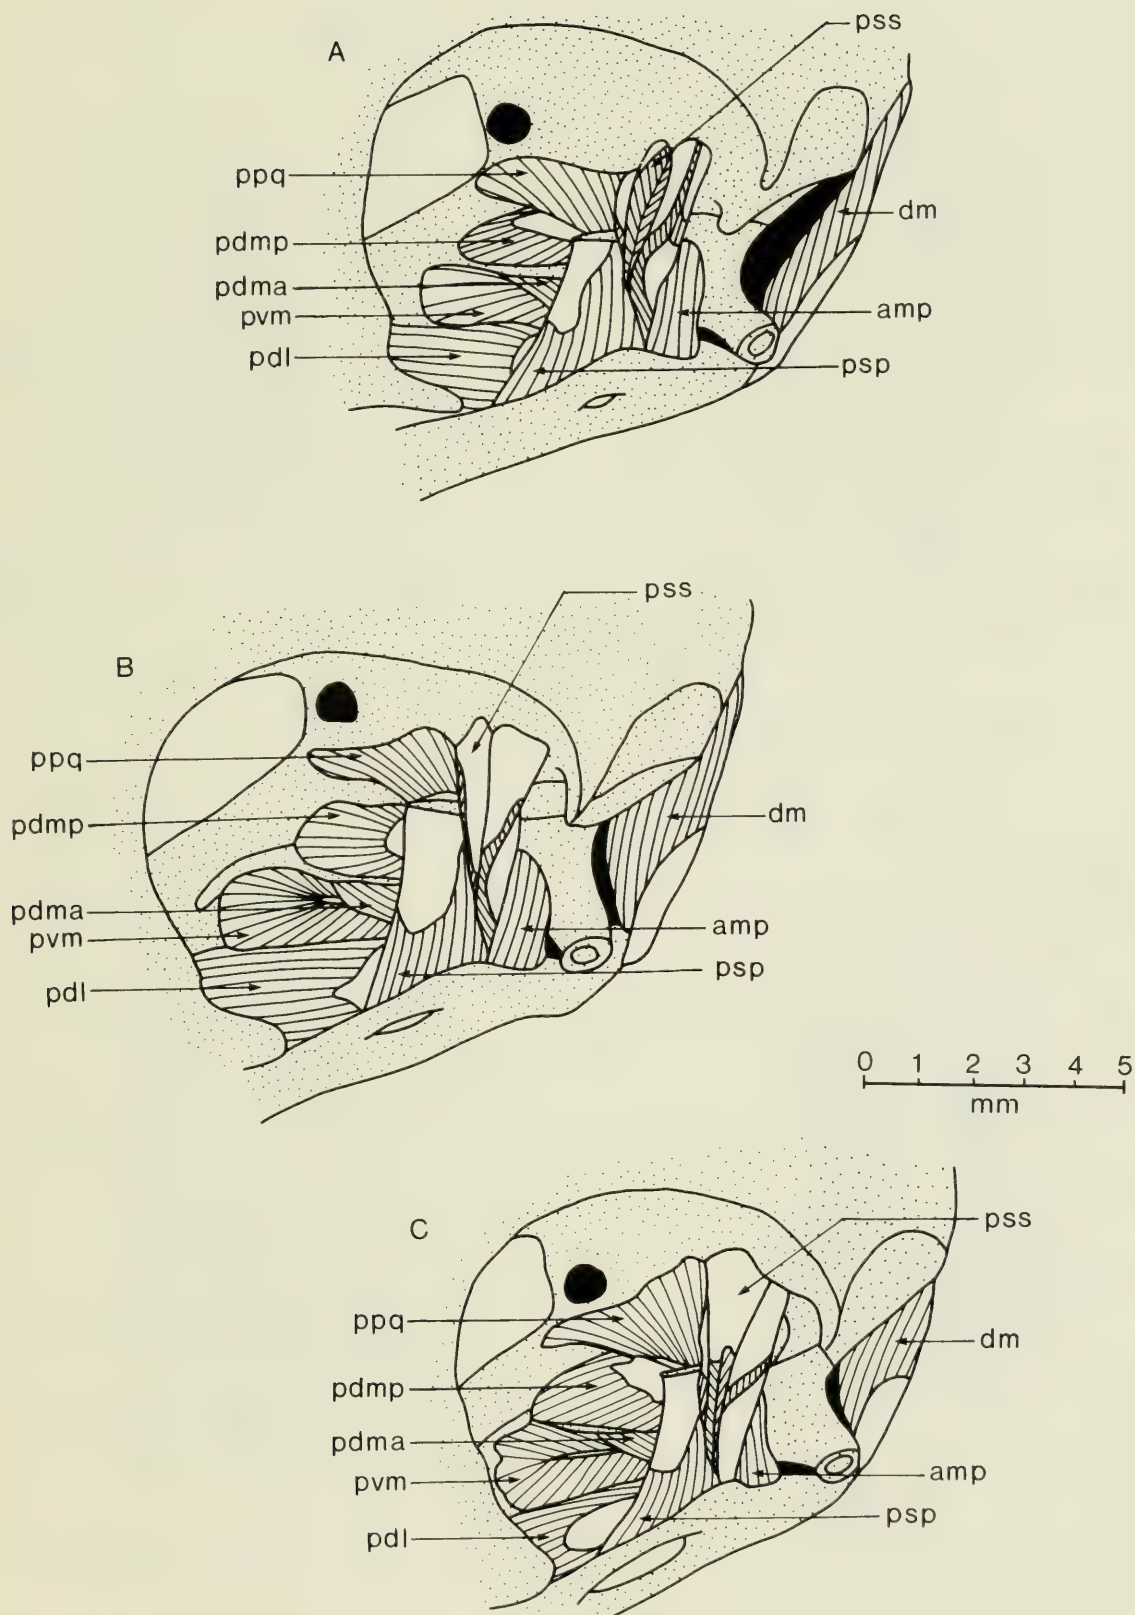 A
pss
ppq
pdmp
pdma
pvm
pdl
dm
amp
psp
B
pss
ppq
pdmp
pdma
pvm
pdl
dm
amp
psp
0 1 2 3 4 5
mm
C
pss
ppq
pdmp
pdma
pvm
pdl
dm
amp
psp